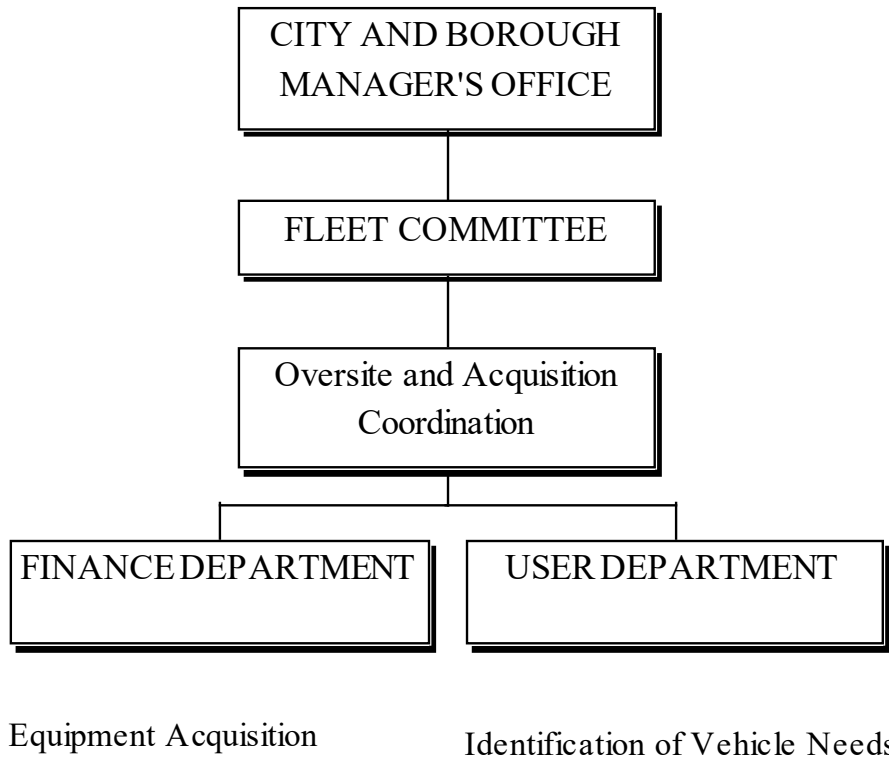 CITY AND BOROUGH
MANAGER'S OFFICE
FLEET COMMITTEE
Oversite and Acquisition
Coordination
FINANCE DEPARTMENT
USER DEPARTMENT
Equipment Acquisition
Identification of Vehicle Needs